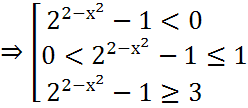 ⇒ [ 2^{2-x²} − 1 < 0
0 < 2^{2-x²} − 1 ≤ 1
2^{2-x²} − 1 ≥ 3